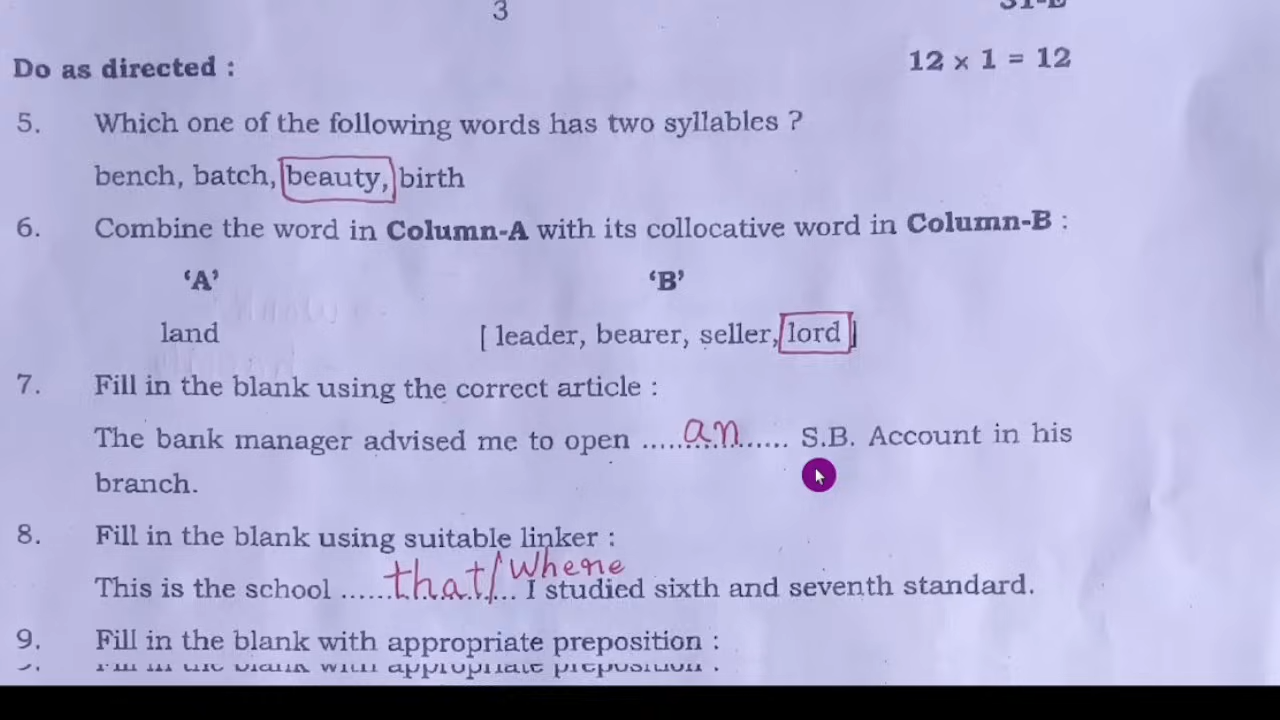 3
Do as directed :
12 × 1 = 12
5. Which one of the following words has two syllables ?
bench, batch, beauty, birth
6. Combine the word in Column-A with its collocative word in Column-B :
‘A’ ‘B’
land [ leader, bearer, seller, lord ]
7. Fill in the blank using the correct article :
The bank manager advised me to open .....an...... S.B. Account in his
branch.
8. Fill in the blank using suitable linker :
This is the school ......that/where... I studied sixth and seventh standard.
9. Fill in the blank with appropriate preposition :